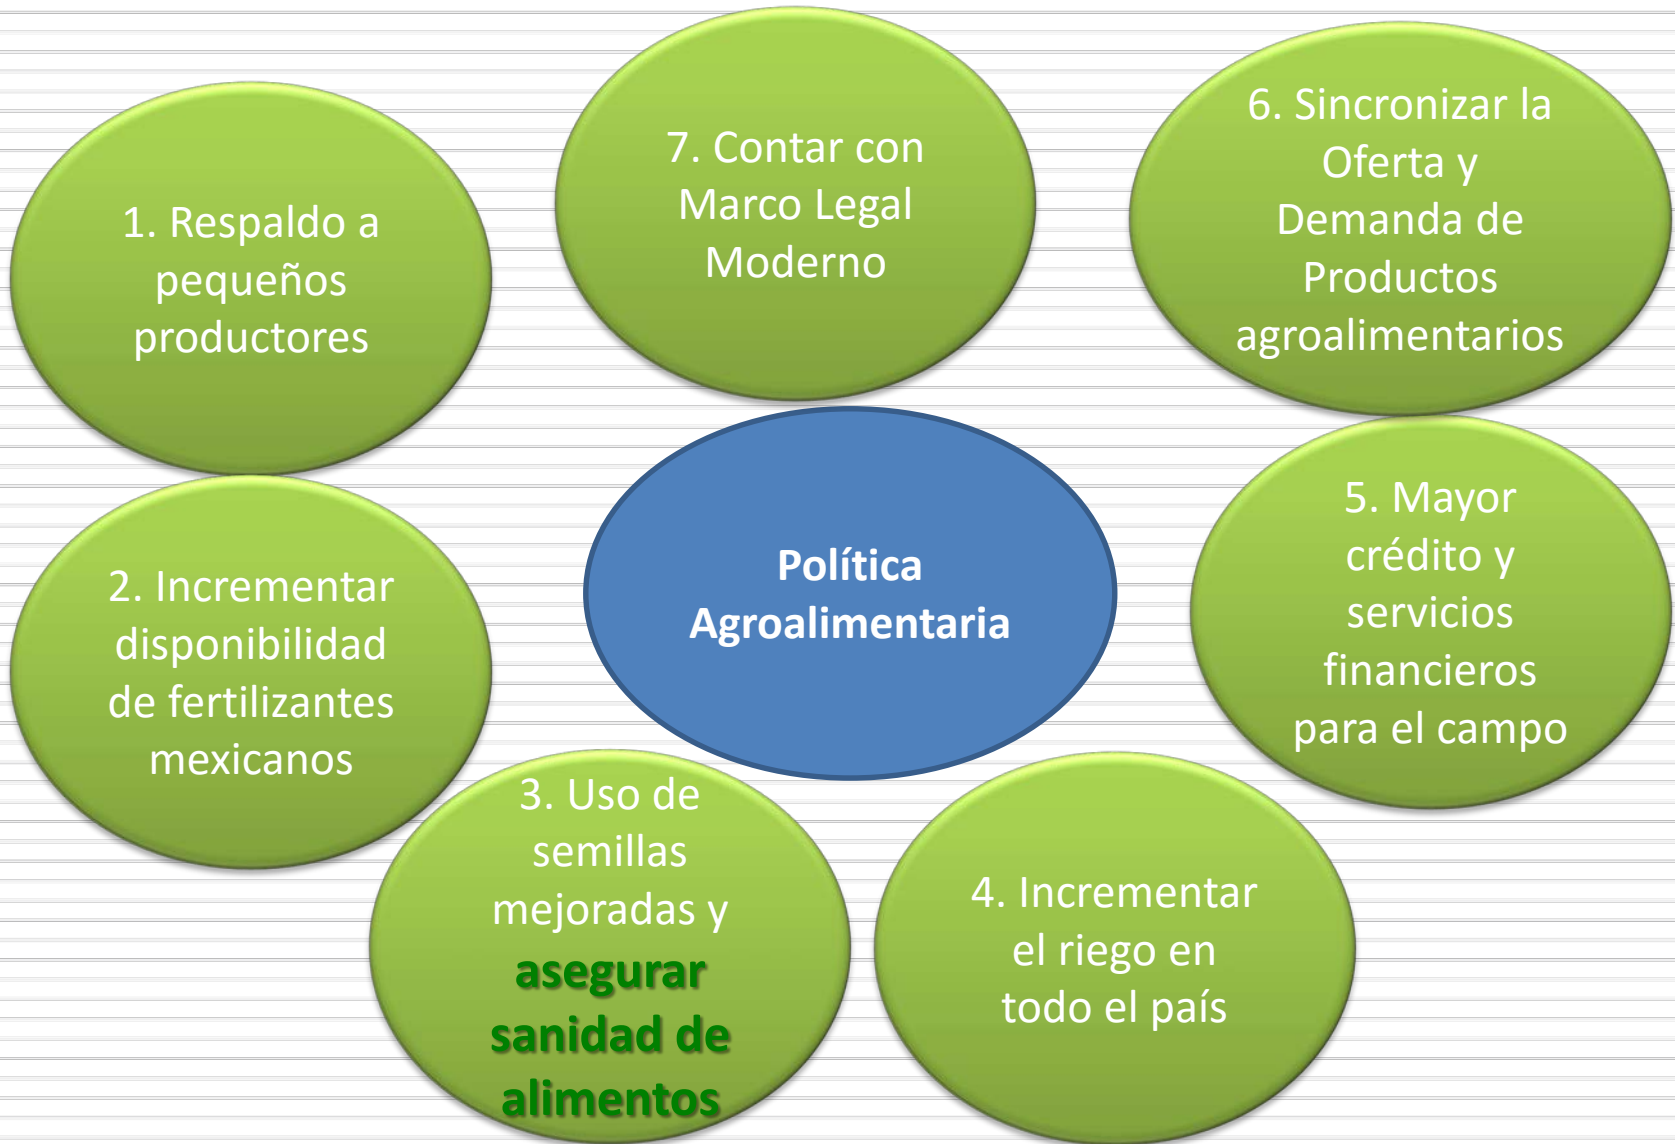 1. Respaldo a
pequeños
productores
7. Contar con
Marco Legal
Moderno
6. Sincronizar la
Oferta y
Demanda de
Productos
agroalimentarios
Política
Agroalimentaria
2. Incrementar
disponibilidad
de fertilizantes
mexicanos
5. Mayor
crédito y
servicios
financieros
para el campo
3. Uso de
semillas
mejoradas y
asegurar
sanidad de
alimentos
4. Incrementar
el riego en
todo el país